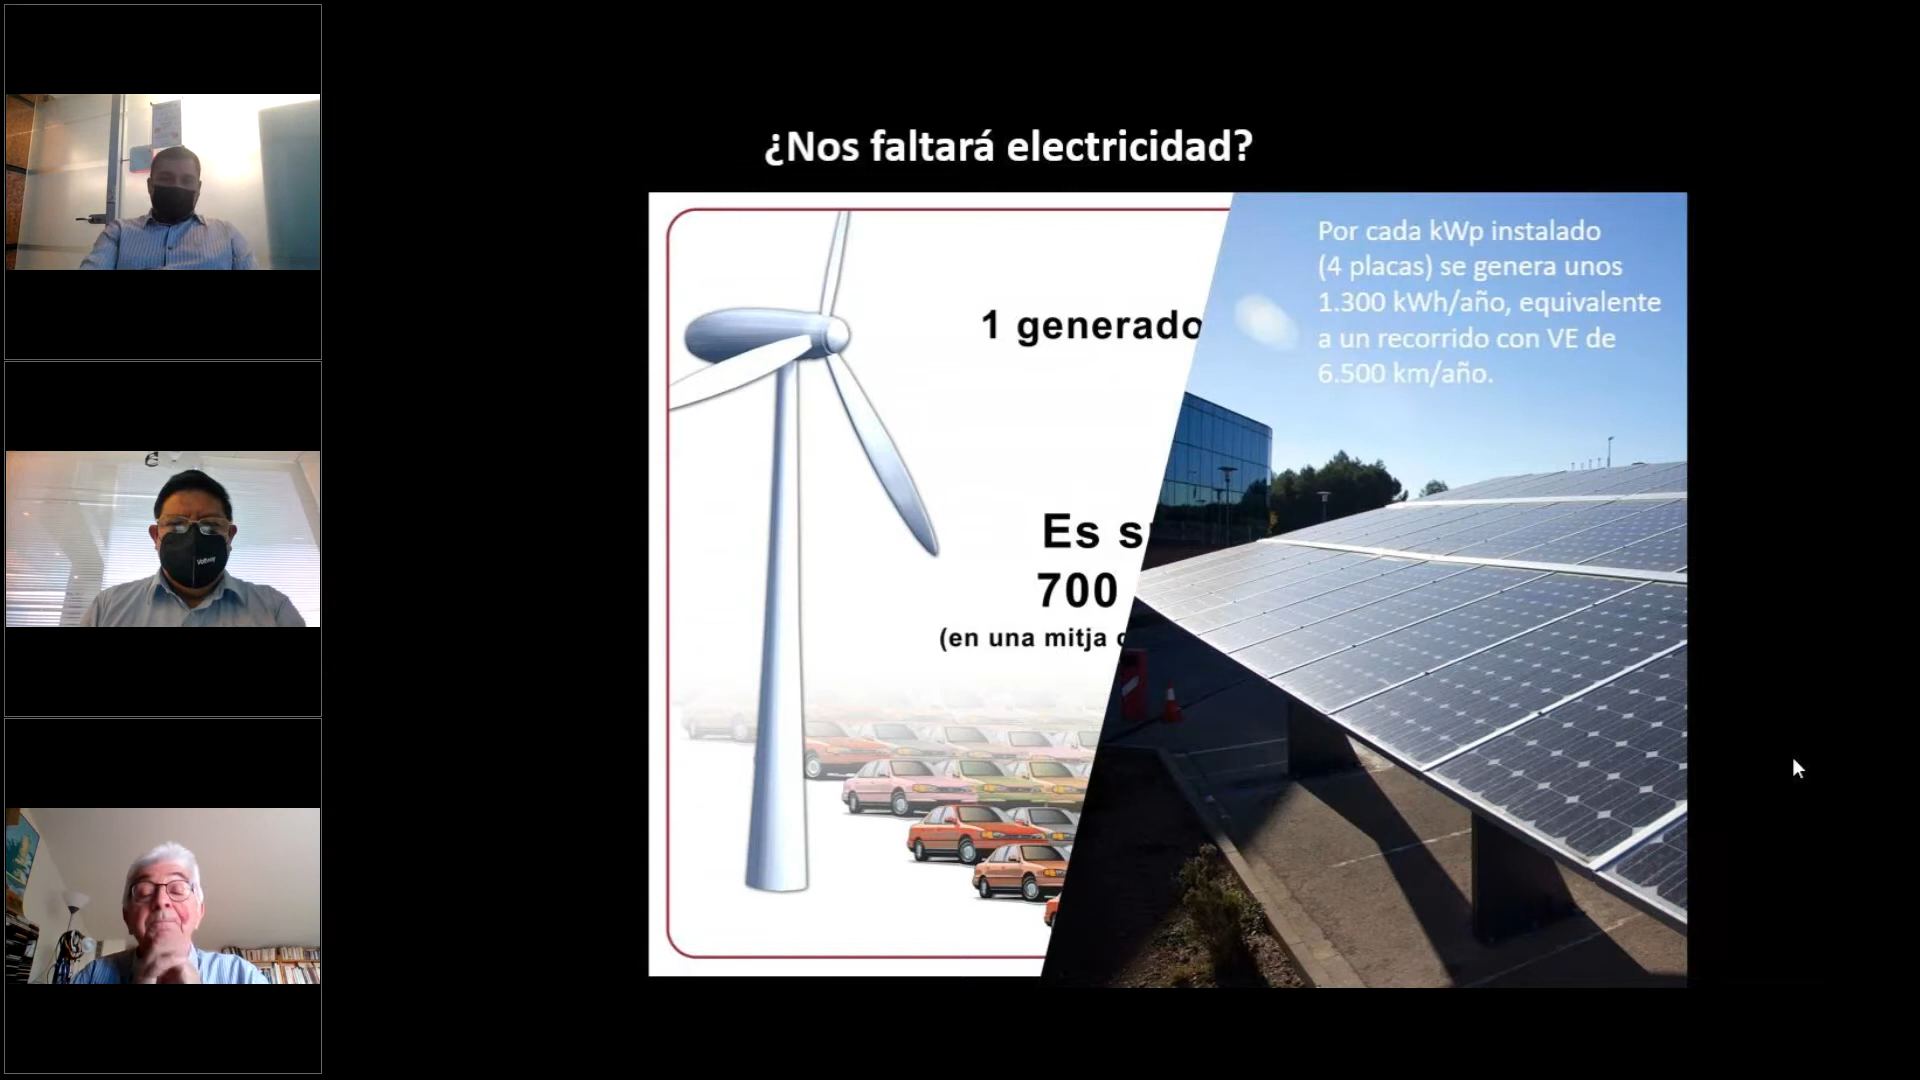 ¿Nos faltará electricidad?
1 generado
Es s
700
(en una mitja
Por cada kWp instalado
(4 placas) se genera unos
1.300 kWh/año, equivalente
a un recorrido con VE de
6.500 km/año.